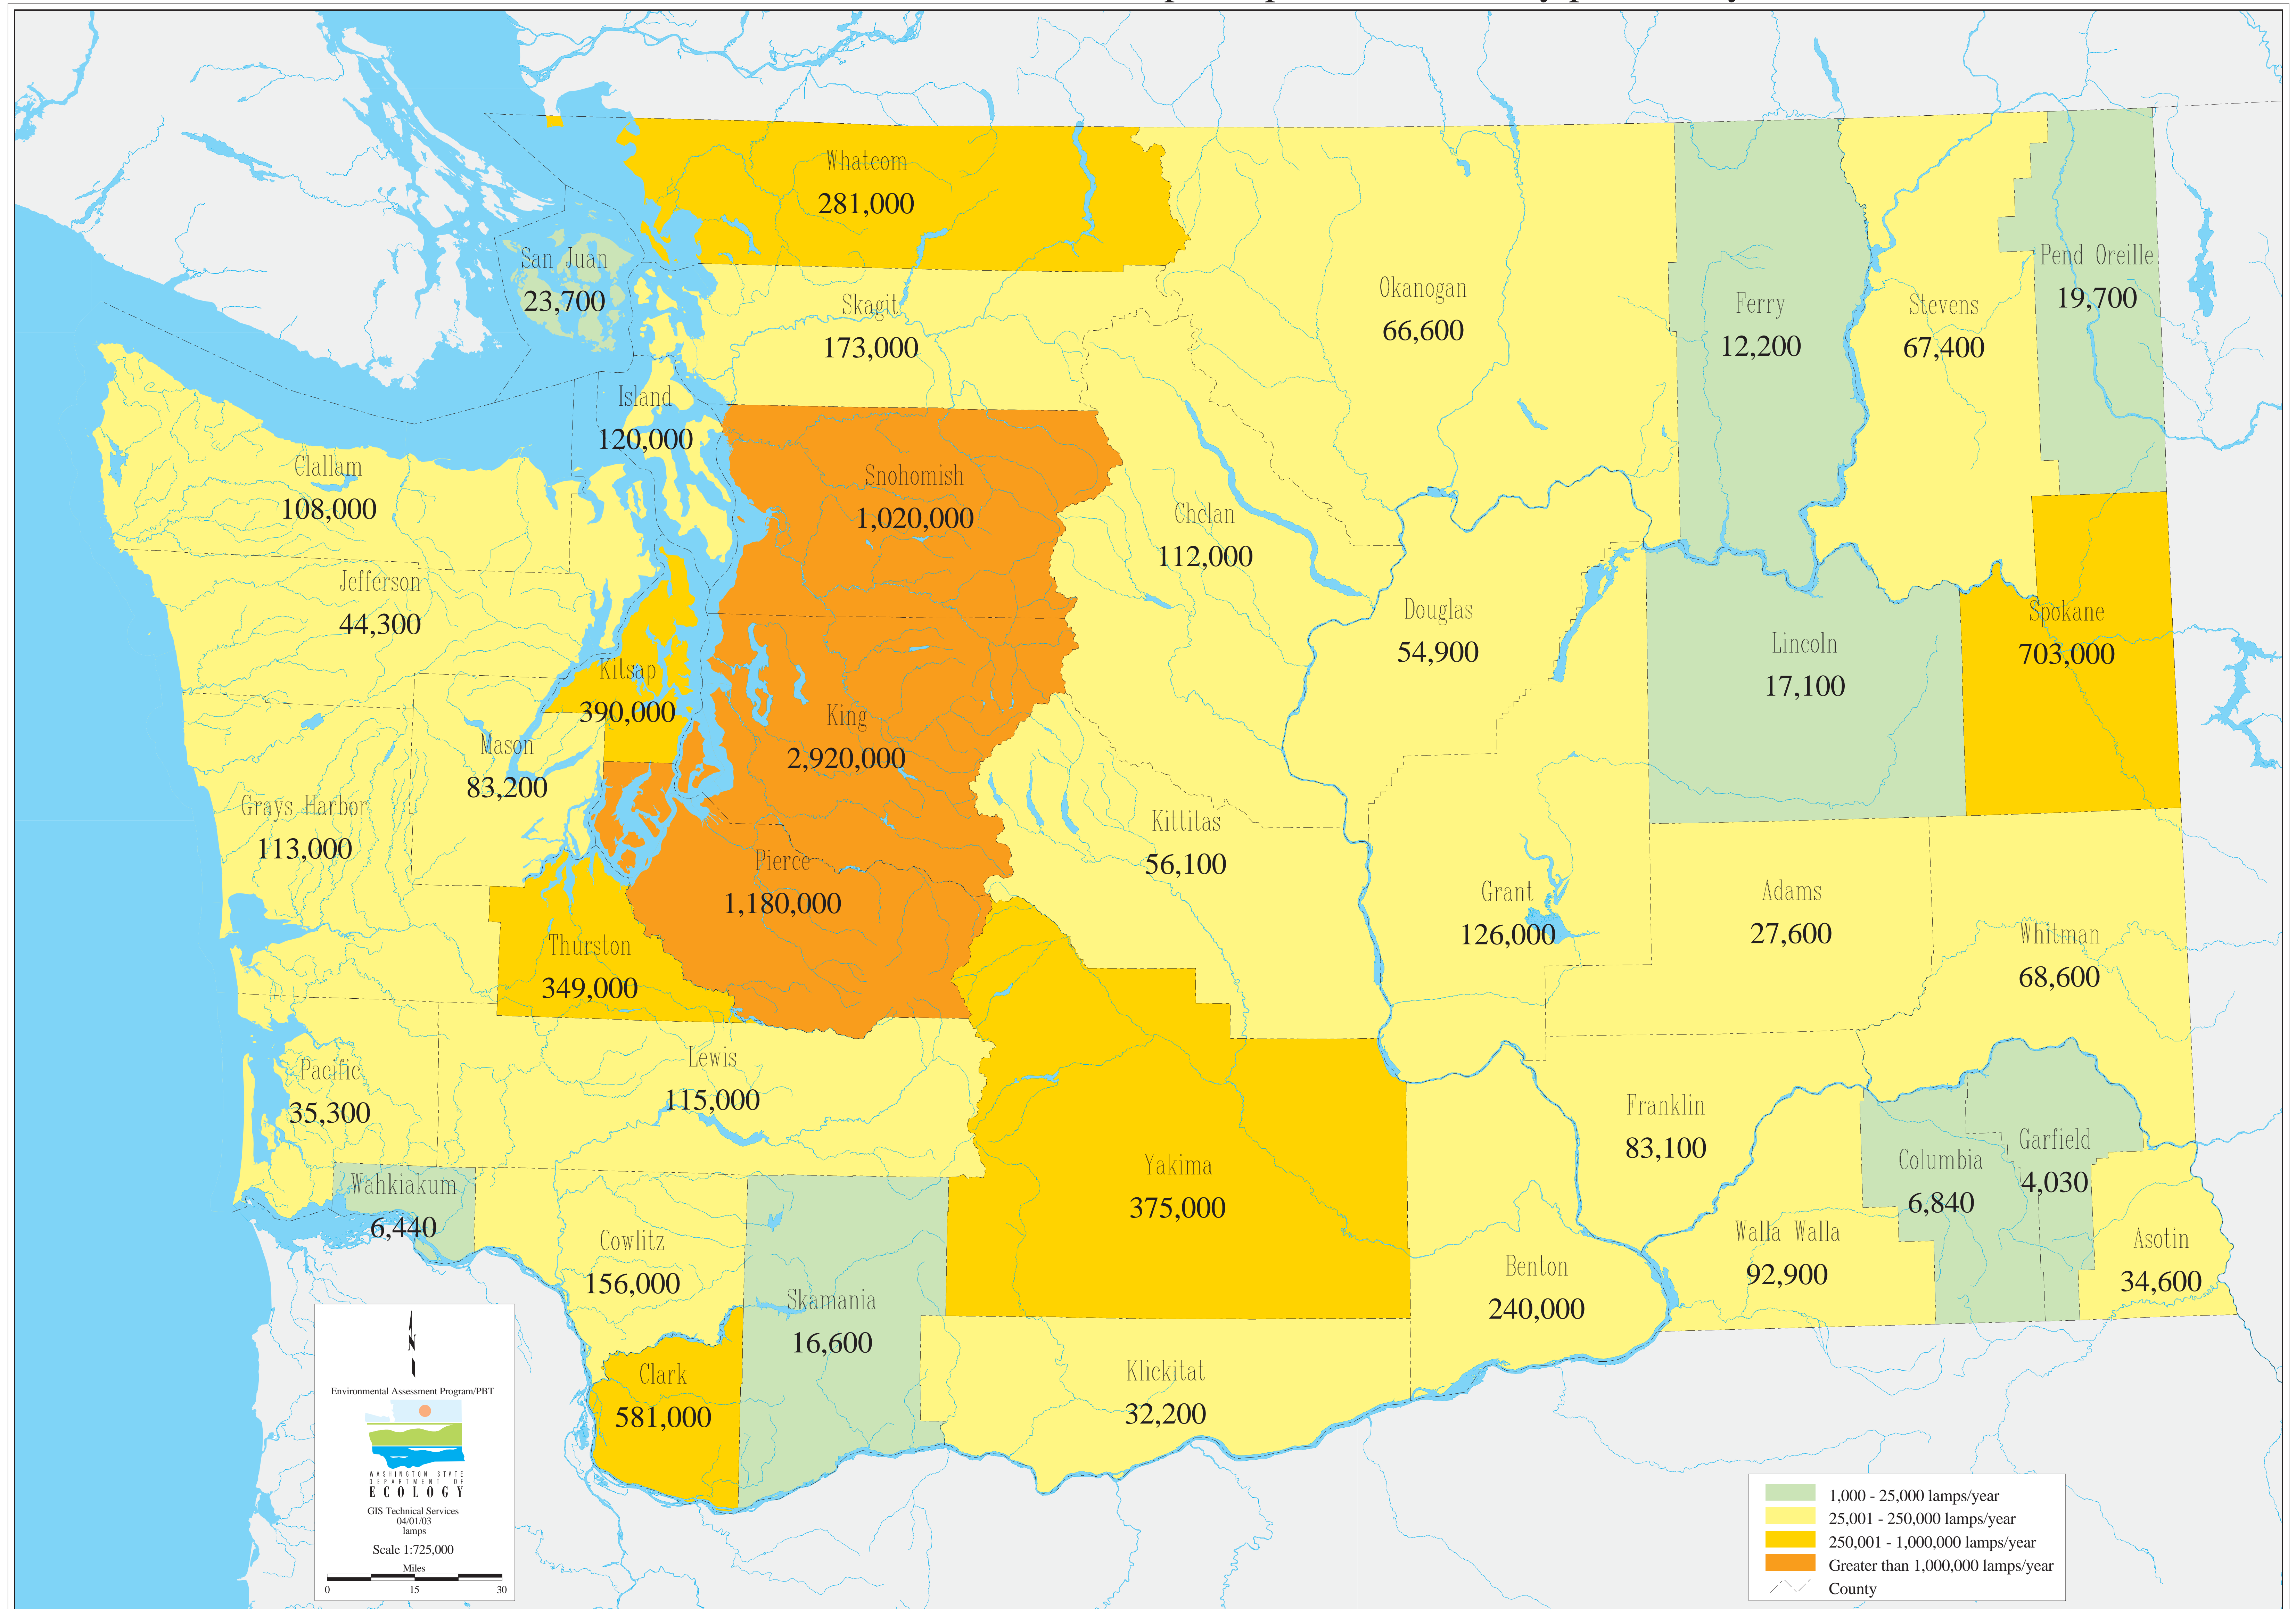 Whatcom
281,000
San Juan
23,700
Skagit
173,000
Okanogan
66,600
Ferry
12,200
Stevens
67,400
Pend Oreille
19,700
Island
120,000
Clallam
108,000
Snohomish
1,020,000
Chelan
112,000
Jefferson
44,300
Douglas
54,900
Lincoln
17,100
Spokane
703,000
Kitsap
390,000
King
2,920,000
Mason
83,200
Grays Harbor
113,000
Kittitas
56,100
Pierce
1,180,000
Grant
126,000
Adams
27,600
Whitman
68,600
Thurston
349,000
Pacific
35,300
Lewis
115,000
Yakima
375,000
Franklin
83,100
Columbia
6,840
Garfield
4,030
Wahkiakum
6,440
Cowlitz
156,000
Skamania
16,600
Benton
240,000
Walla Walla
92,900
Asotin
34,600
Clark
581,000
Klickitat
32,200
N
Environmental Assessment Program/PBT
WASHINGTON STATE
DEPARTMENT OF
ECOLOGY
GIS Technical Services
04/01/03
lamps
Scale 1:725,000
Miles
0 15 30
1,000 - 25,000 lamps/year
25,001 - 250,000 lamps/year
250,001 - 1,000,000 lamps/year
Greater than 1,000,000 lamps/year
County